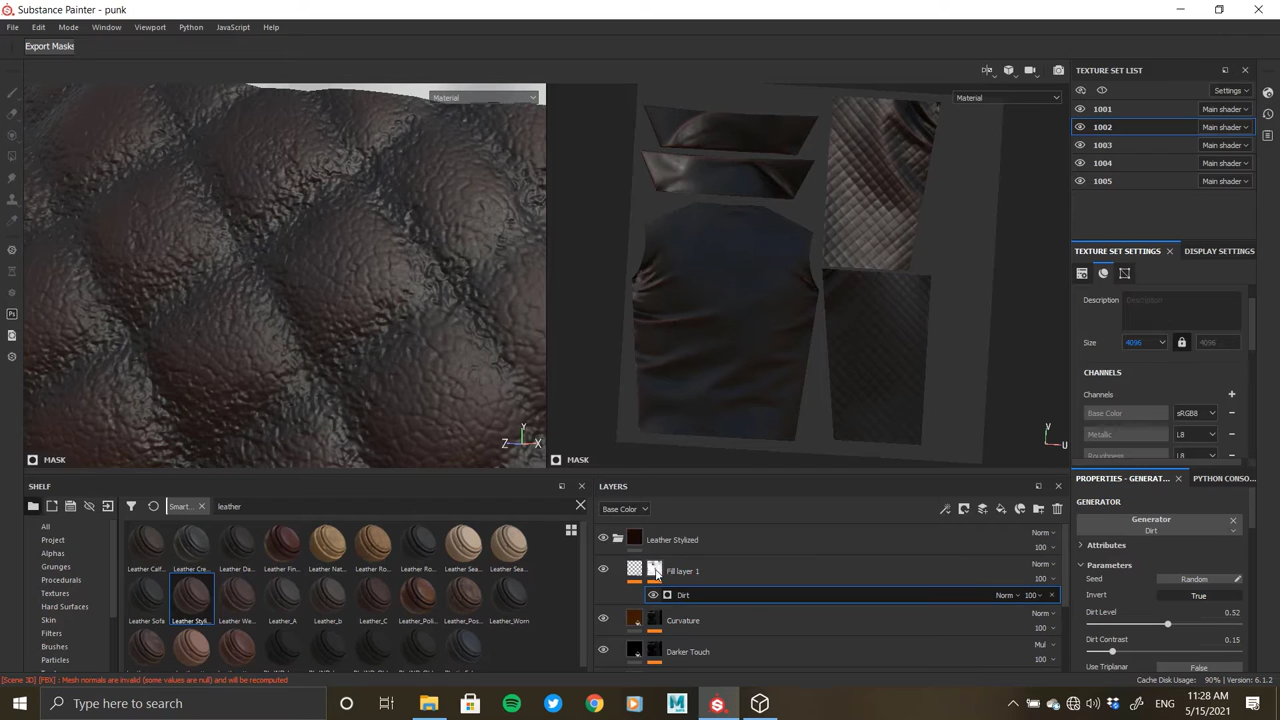 Substance Painter - punk
File Edit Mode Window Viewport Python JavaScript Help
Export Masks
Material
Material
TEXTURE SET LIST
Settings
1001 Main shader
1002 Main shader
1003 Main shader
1004 Main shader
1005 Main shader
TEXTURE SET SETTINGS DISPLAY SETTINGS
Description Description
Size 4096 4096
CHANNELS
Channels
Base Color sRGB8
Metallic L8
Roughness L8
Y
Z X
V
U
MASK
MASK
SHELF
Smart... leather
All
Project
Alphas
Grunges
Procedurals
Textures
Hard Surfaces
Skin
Filters
Brushes
Particles
Leather Calf... Leather Cre... Leather Da... Leather Fin... Leather Nat... Leather Ro... Leather Ro... Leather Sea... Leather Sea...
Leather Sofa Leather Styli... Leather We... Leather_A Leather_b Leather_C Leather_Poli... Leather_Pos... Leather_Worn
LAYERS
Base Color
Leather Stylized Norm 100
Fill layer 1 Norm 100
Dirt Norm 100
Curvature Norm 100
Darker Touch Mul 100
PROPERTIES - GENERAT... PYTHON CONSO...
GENERATOR
Generator
Dirt
Attributes
Parameters
Seed Random
Invert True
Dirt Level 0.52
Dirt Contrast 0.15
Use Triplanar False
[Scene 3D] [FBX] : Mesh normals are invalid (some values are null) and will be recomputed
Cache Disk Usage: 90% | Version: 6.1.2
Type here to search
11:28 AM
5/15/2021